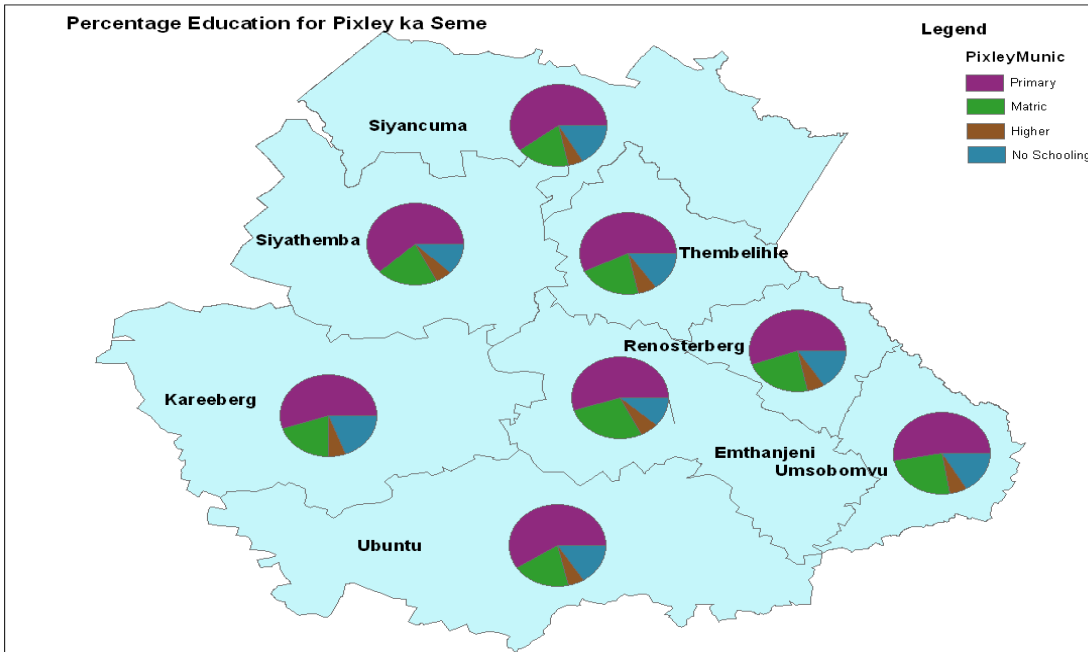 Percentage Education for Pixley ka Seme
Legend
PixleyMunic
Primary
Matric
Higher
No Schooling
Siyancuma
Siyathemba
Thembelihle
Renosterberg
Kareeberg
Emthanjeni
Umsobomvu
Ubuntu